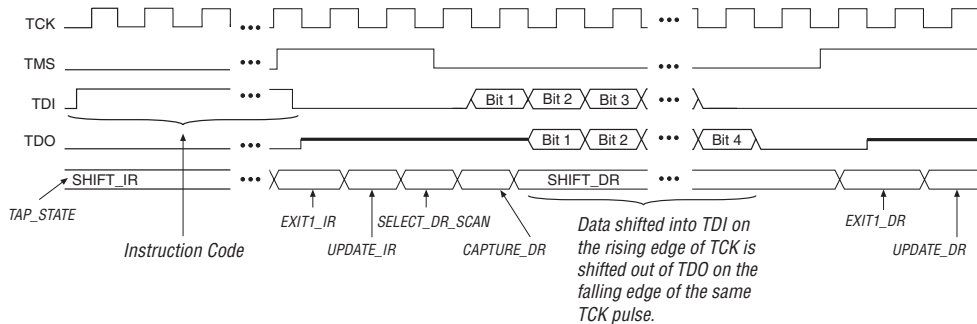 TCK
•••
•••
TMS
•••
•••
TDI
•••
Bit 1 Bit 2 Bit 3 •••
TDO
•••
Bit 1 Bit 2 ••• Bit 4
SHIFT_IR ••• SHIFT_DR •••
TAP_STATE
EXIT1_IR SELECT_DR_SCAN EXIT1_DR
Instruction Code UPDATE_IR CAPTURE_DR UPDATE_DR
Data shifted into TDI on
the rising edge of TCK is
shifted out of TDO on the
falling edge of the same
TCK pulse.